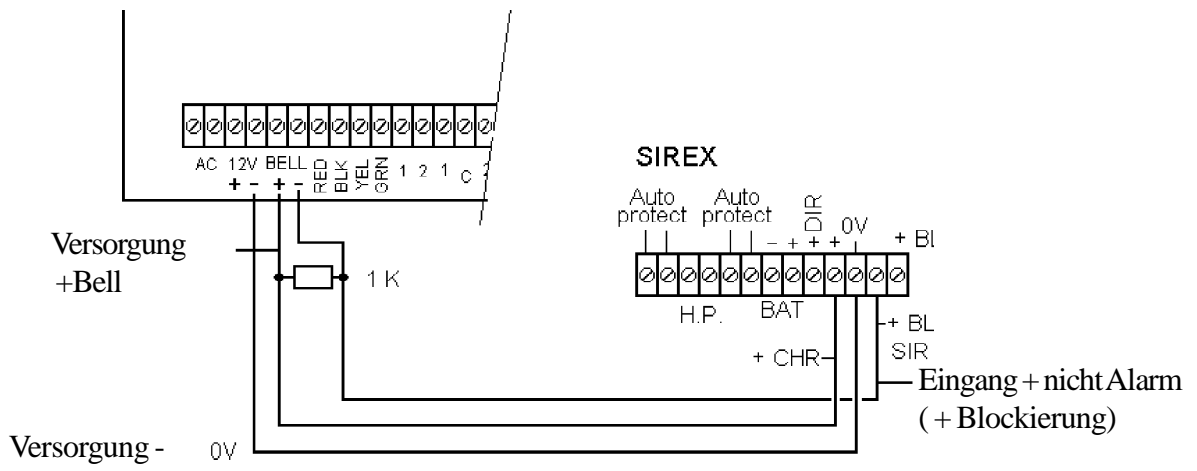 AC 12V BELL RED BLK YEL GRN 1 2 1 C
+ - + -
SIREX
Auto protect
Auto protect
- + DIR + + 0V + BI
Versorgung
+Bell
1 K
H.P. BAT
+ BL
SIR
+ CHR
Eingang + nicht Alarm
( + Blockierung)
Versorgung - 0V